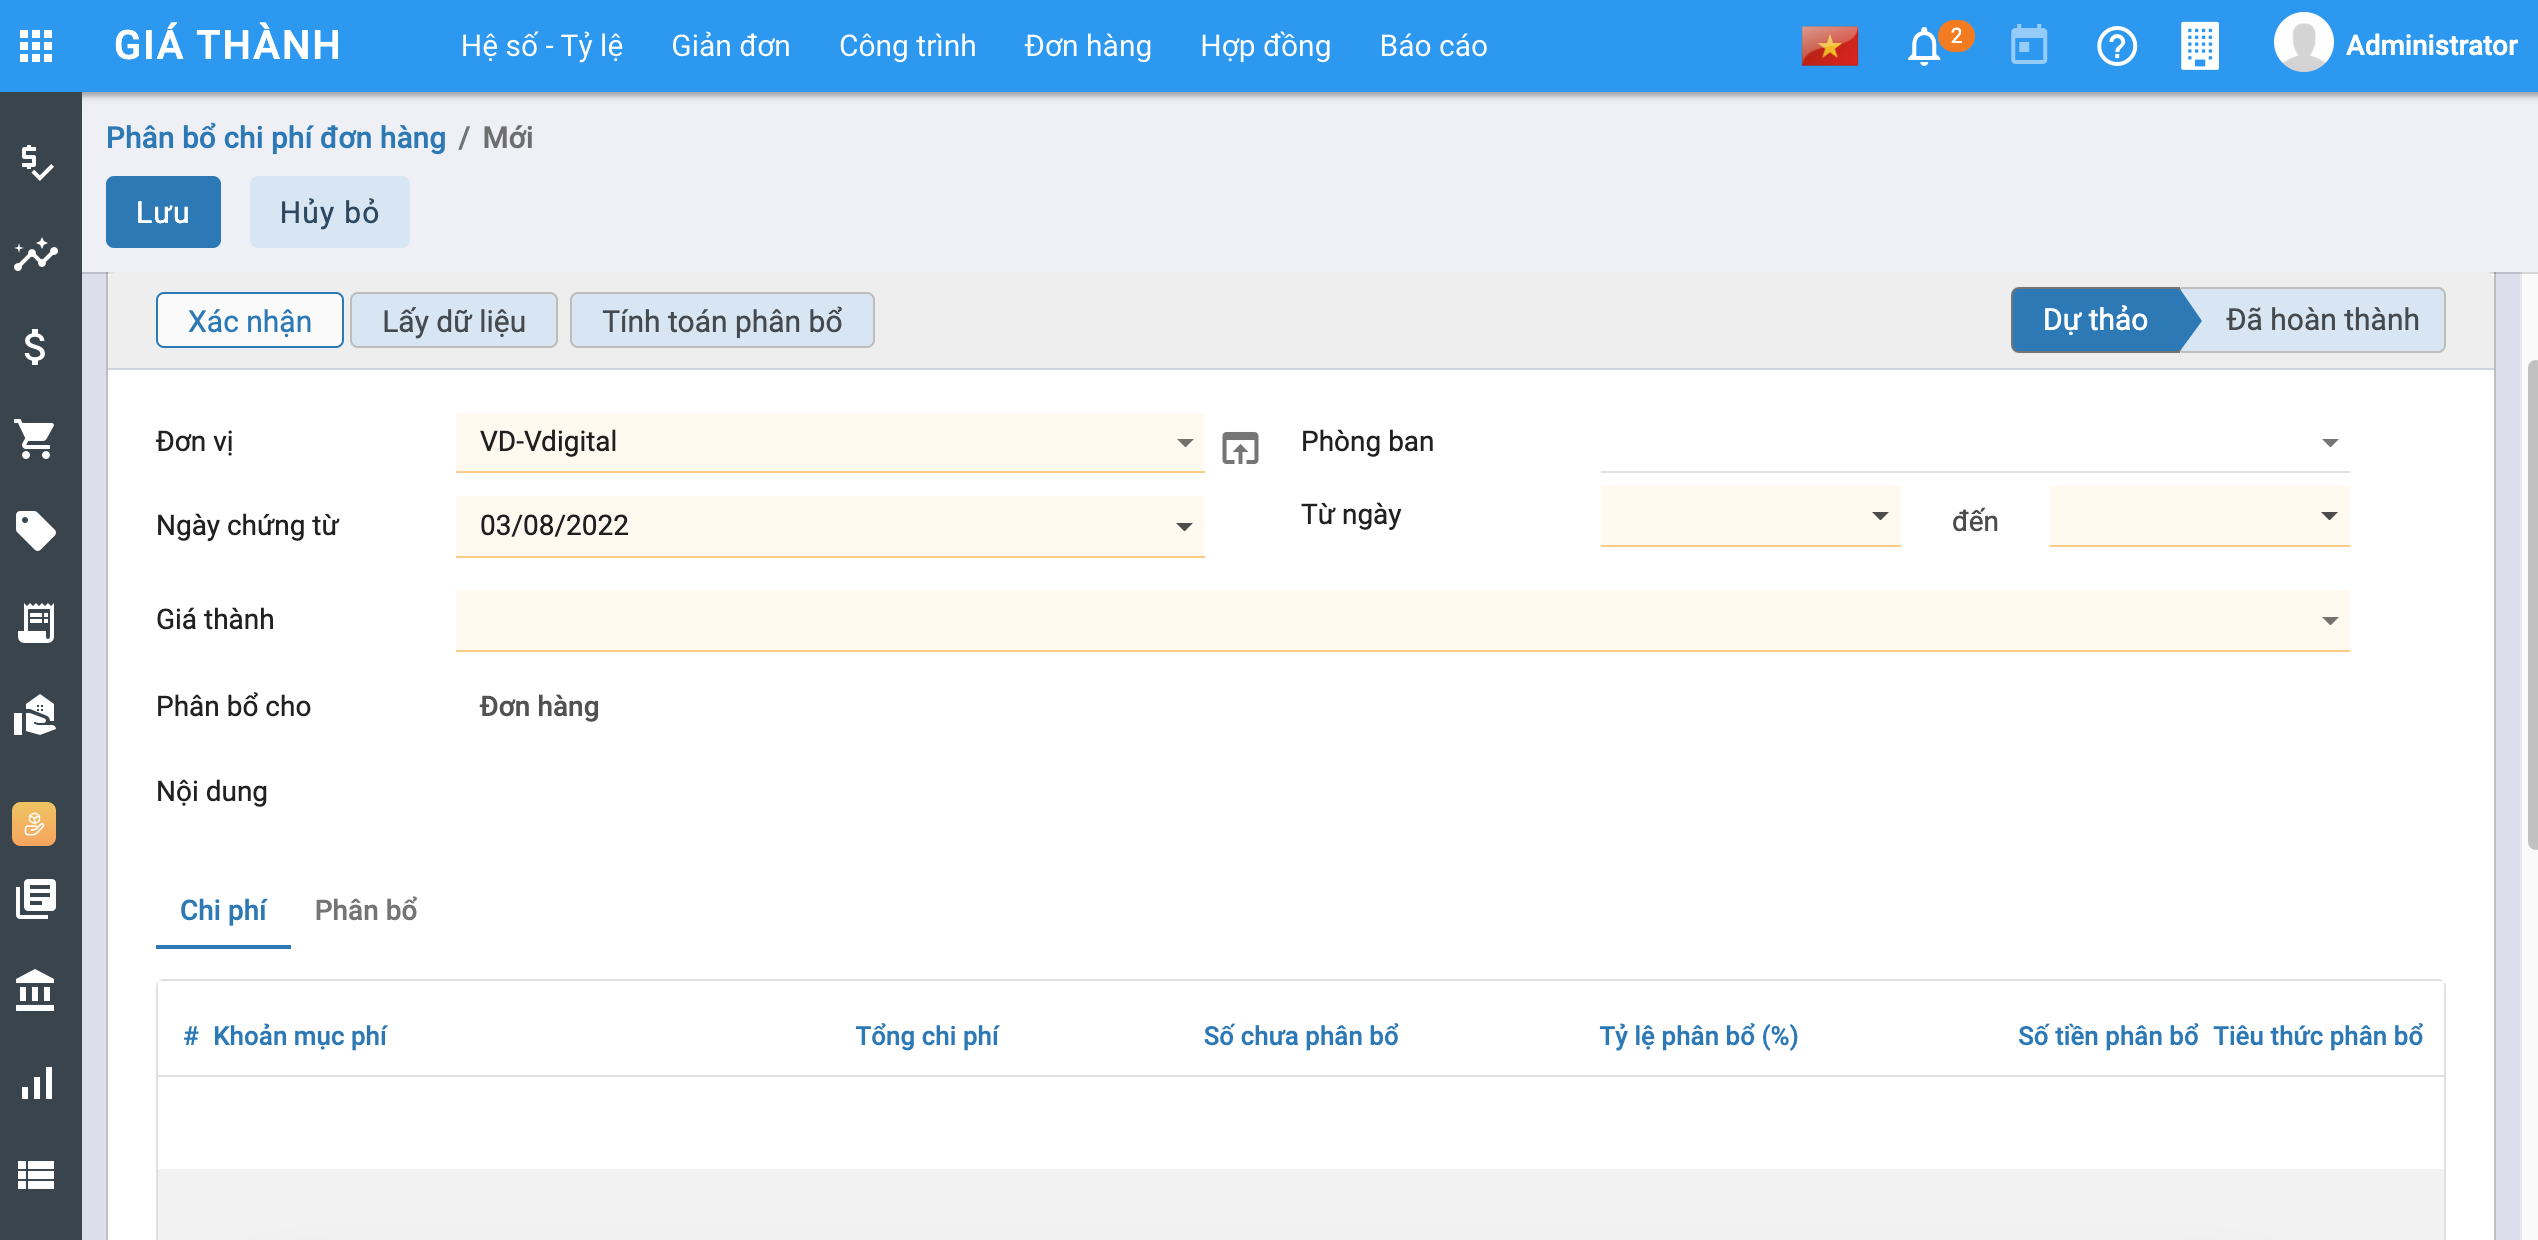 GIÁ THÀNH Hệ số - Tỷ lệ Giản đơn Công trình Đơn hàng Hợp đồng Báo cáo 2 Administrator
Phân bổ chi phí đơn hàng / Mới
Lưu Hủy bỏ
Xác nhận Lấy dữ liệu Tính toán phân bổ Dự thảo Đã hoàn thành
Đơn vị VD-Vdigital Phòng ban
Ngày chứng từ 03/08/2022 Từ ngày đến
Giá thành
Phân bổ cho Đơn hàng
Nội dung
Chi phí Phân bổ
# Khoản mục phí Tổng chi phí Số chưa phân bổ Tỷ lệ phân bổ (%) Số tiền phân bổ Tiêu thức phân bổ